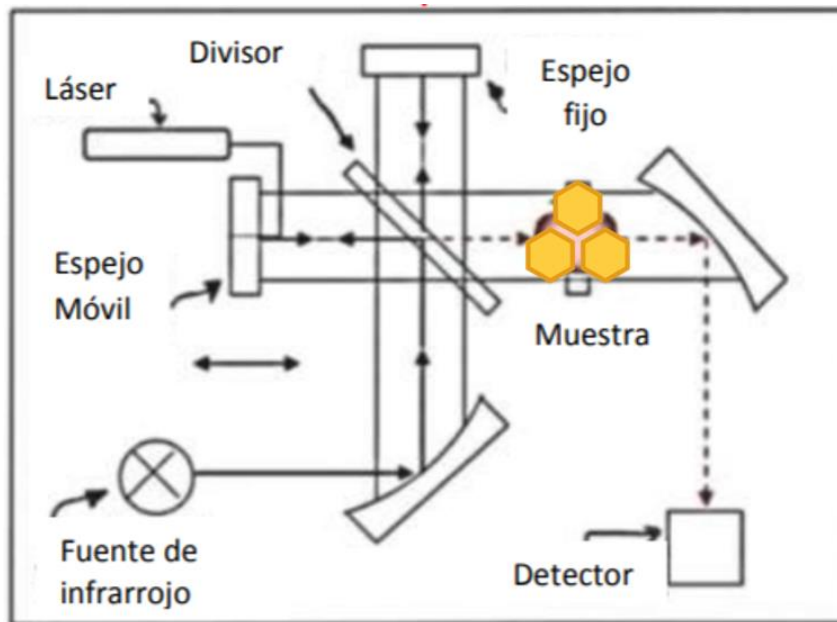 Divisor
Espejo
fijo
Láser
Espejo
Móvil
Muestra
Fuente de
infrarrojo
Detector